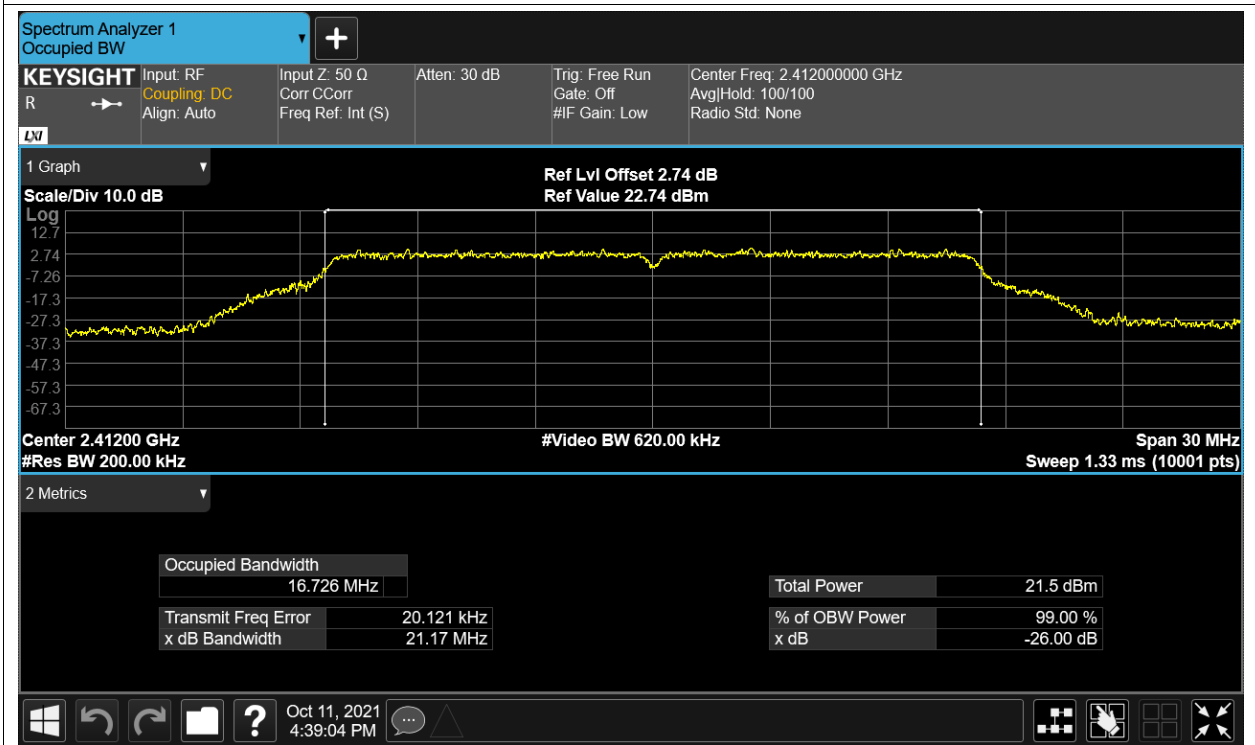 Spectrum Analyzer 1
Occupied BW
KEYSIGHT
R
LXI
Input: RF
Coupling: DC
Align: Auto
Input Z: 50 Ω
Corr CCorr
Freq Ref: Int (S)
Atten: 30 dB
Trig: Free Run
Gate: Off
#IF Gain: Low
Center Freq: 2.412000000 GHz
Avg|Hold: 100/100
Radio Std: None
1 Graph
Ref Lvl Offset 2.74 dB
Scale/Div 10.0 dB
Ref Value 22.74 dBm
Log
12.7
2.74
-7.26
-17.3
-27.3
-37.3
-47.3
-57.3
-67.3
Center 2.41200 GHz
#Video BW 620.00 kHz
Span 30 MHz
#Res BW 200.00 kHz
Sweep 1.33 ms (10001 pts)
2 Metrics
Occupied Bandwidth
16.726 MHz
Total Power 21.5 dBm
Transmit Freq Error 20.121 kHz
% of OBW Power 99.00 %
x dB Bandwidth 21.17 MHz
x dB -26.00 dB
?
Oct 11, 2021
4:39:04 PM